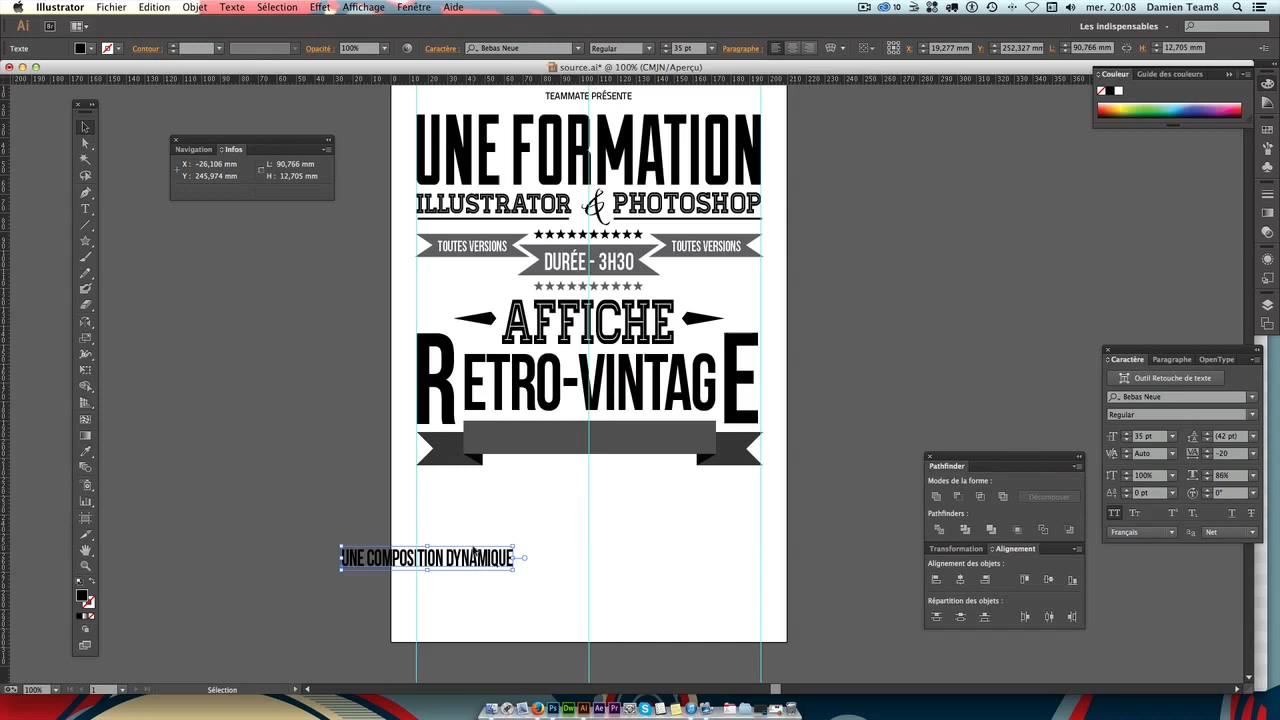 Illustrator Fichier Edition Objet Texte Sélection Effet Affichage Fenêtre Aide 10 mer. 20:08 Damien Team8
Ai Br Les Indispensables
Texte Contour : Opacité : 100% Caractère : Bebas Neue Regular 35 pt Paragraphe : X : 19,277 mm Y : 252,327 mm L : 90,766 mm H : 12,705 mm
source.ai* @ 100% (CMJN/Aperçu)
Couleur Guide des couleurs
Navigation Infos
X : -26,106 mm L : 90,766 mm
Y : 245,974 mm H : 12,705 mm
TEAMMATE PRÉSENTE
UNE FORMATION
ILLUSTRATOR & PHOTOSHOP
TOUTES VERSIONS DURÉE - 3H30 TOUTES VERSIONS
AFFICHE
RETRO-VINTAGE
UNE COMPOSITION DYNAMIQUE
Caractère Paragraphe OpenType
Outil Retouche de texte
Bebas Neue
Regular
35 pt (42 pt)
Auto -20
100% 86%
0 pt 0°
Français Net
Pathfinder
Modes de la forme :
Décomposer
Pathfinders :
Transformation Alignement
Alignement des objets :
Répartition des objets :
100% 1 Sélection